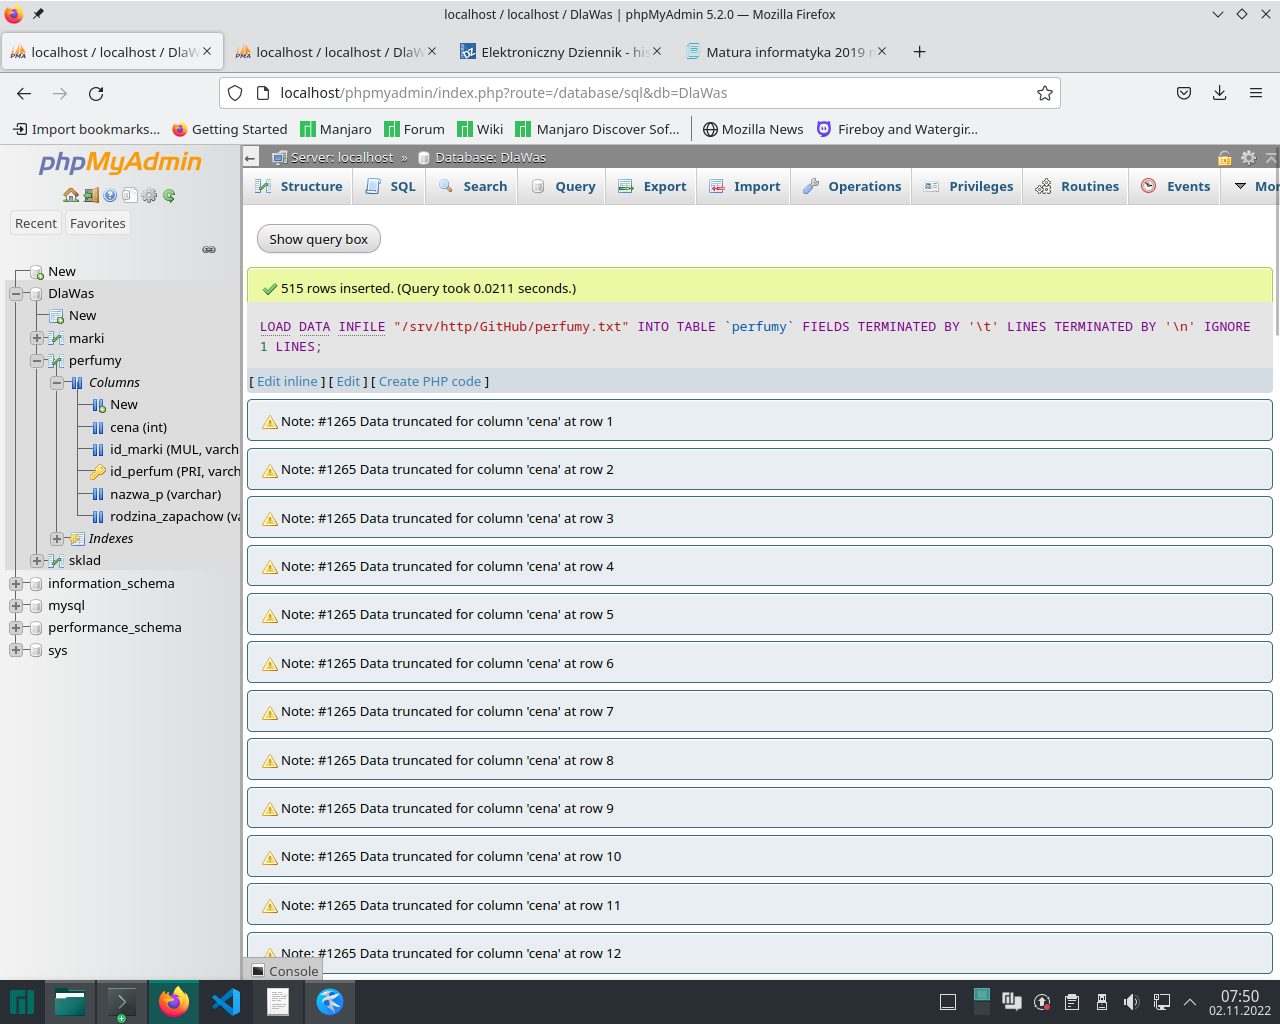 localhost / localhost / DlaWas | phpMyAdmin 5.2.0 — Mozilla Firefox
localhost / localhost / DlaW
localhost / localhost / DlaW
Elektroniczny Dziennik - his
Matura informatyka 2019
localhost/phpmyadmin/index.php?route=/database/sql&db=DlaWas
Import bookmarks...
Getting Started
Manjaro
Forum
Wiki
Manjaro Discover Sof...
Mozilla News
Fireboy and Watergir...
phpMyAdmin
Recent
Favorites
New
DlaWas
New
marki
perfumy
Columns
New
cena (int)
id_marki (MUL, varch
id_perfum (PRI, varch
nazwa_p (varchar)
rodzina_zapachow (va
Indexes
sklad
information_schema
mysql
performance_schema
sys
Server: localhost » Database: DlaWas
Structure
SQL
Search
Query
Export
Import
Operations
Privileges
Routines
Events
Mor
Show query box
515 rows inserted. (Query took 0.0211 seconds.)
LOAD DATA INFILE "/srv/http/GitHub/perfumy.txt" INTO TABLE `perfumy` FIELDS TERMINATED BY '\t' LINES TERMINATED BY '\n' IGNORE
1 LINES;
[ Edit inline ] [ Edit ] [ Create PHP code ]
Note: #1265 Data truncated for column 'cena' at row 1
Note: #1265 Data truncated for column 'cena' at row 2
Note: #1265 Data truncated for column 'cena' at row 3
Note: #1265 Data truncated for column 'cena' at row 4
Note: #1265 Data truncated for column 'cena' at row 5
Note: #1265 Data truncated for column 'cena' at row 6
Note: #1265 Data truncated for column 'cena' at row 7
Note: #1265 Data truncated for column 'cena' at row 8
Note: #1265 Data truncated for column 'cena' at row 9
Note: #1265 Data truncated for column 'cena' at row 10
Note: #1265 Data truncated for column 'cena' at row 11
Note: #1265 Data truncated for column 'cena' at row 12
Console
07:50
02.11.2022